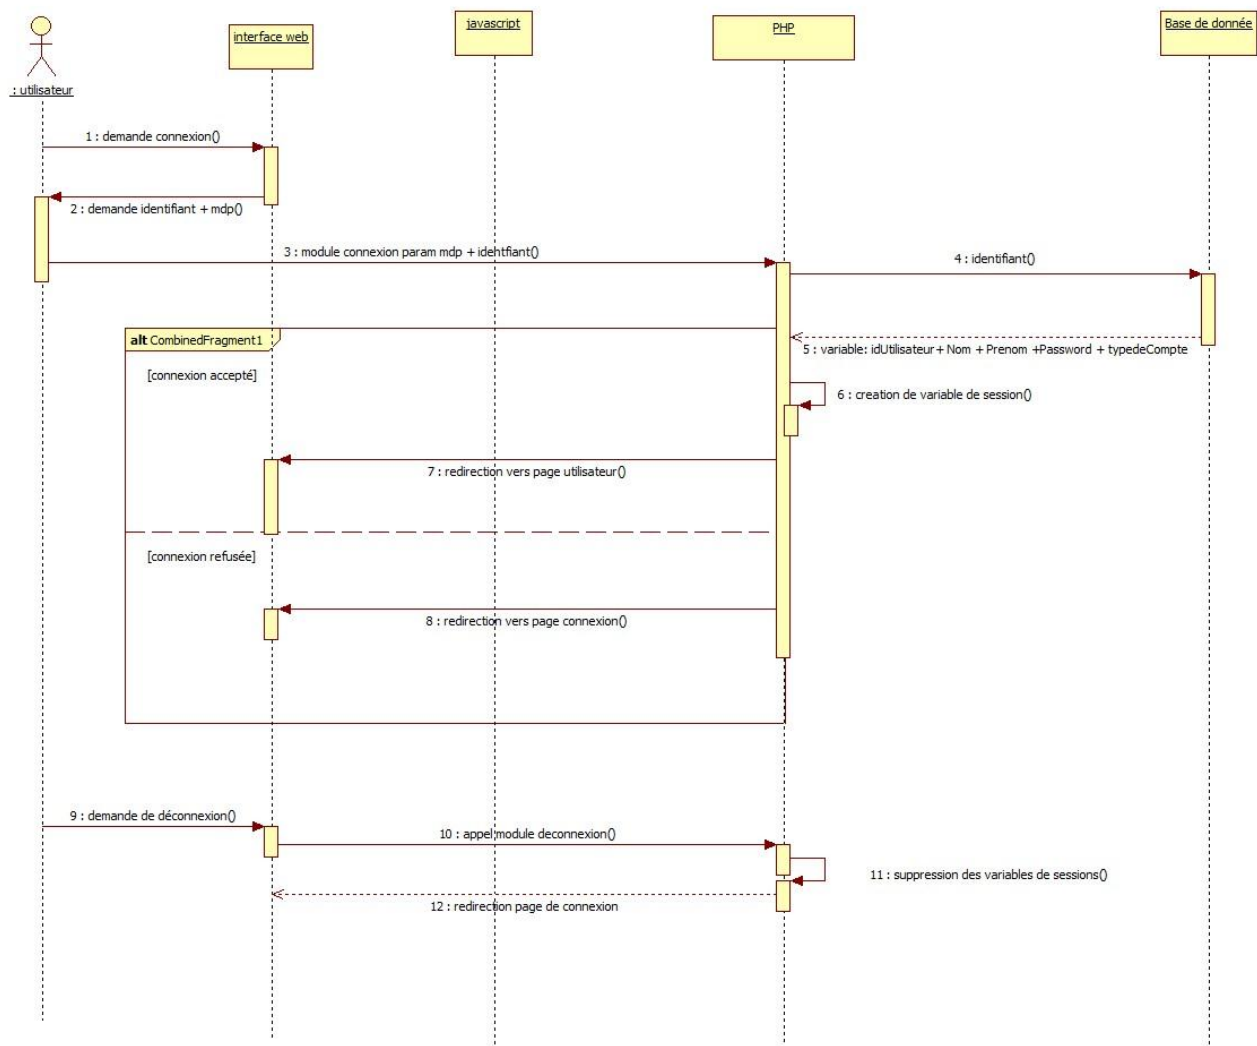 : utilisateur
interface web
javascript
PHP
Base de donnée
1 : demande connexion()
2 : demande identifiant + mdp()
3 : module connexion param mdp + idehtfiant()
4 : identifiant()
alt CombinedFragment1
5 : variable: idUtilisateur+ Nom + Prenom +Password + typedeCompte
[connexion accepté]
6 : creation de variable de session()
7 : redirection vers page utilisateur()
[connexion refusée]
8 : redirection vers page connexion()
9 : demande de déconnexion()
10 : appel module deconnexion()
11 : suppression des variables de sessions()
12 : redirection page de connexion